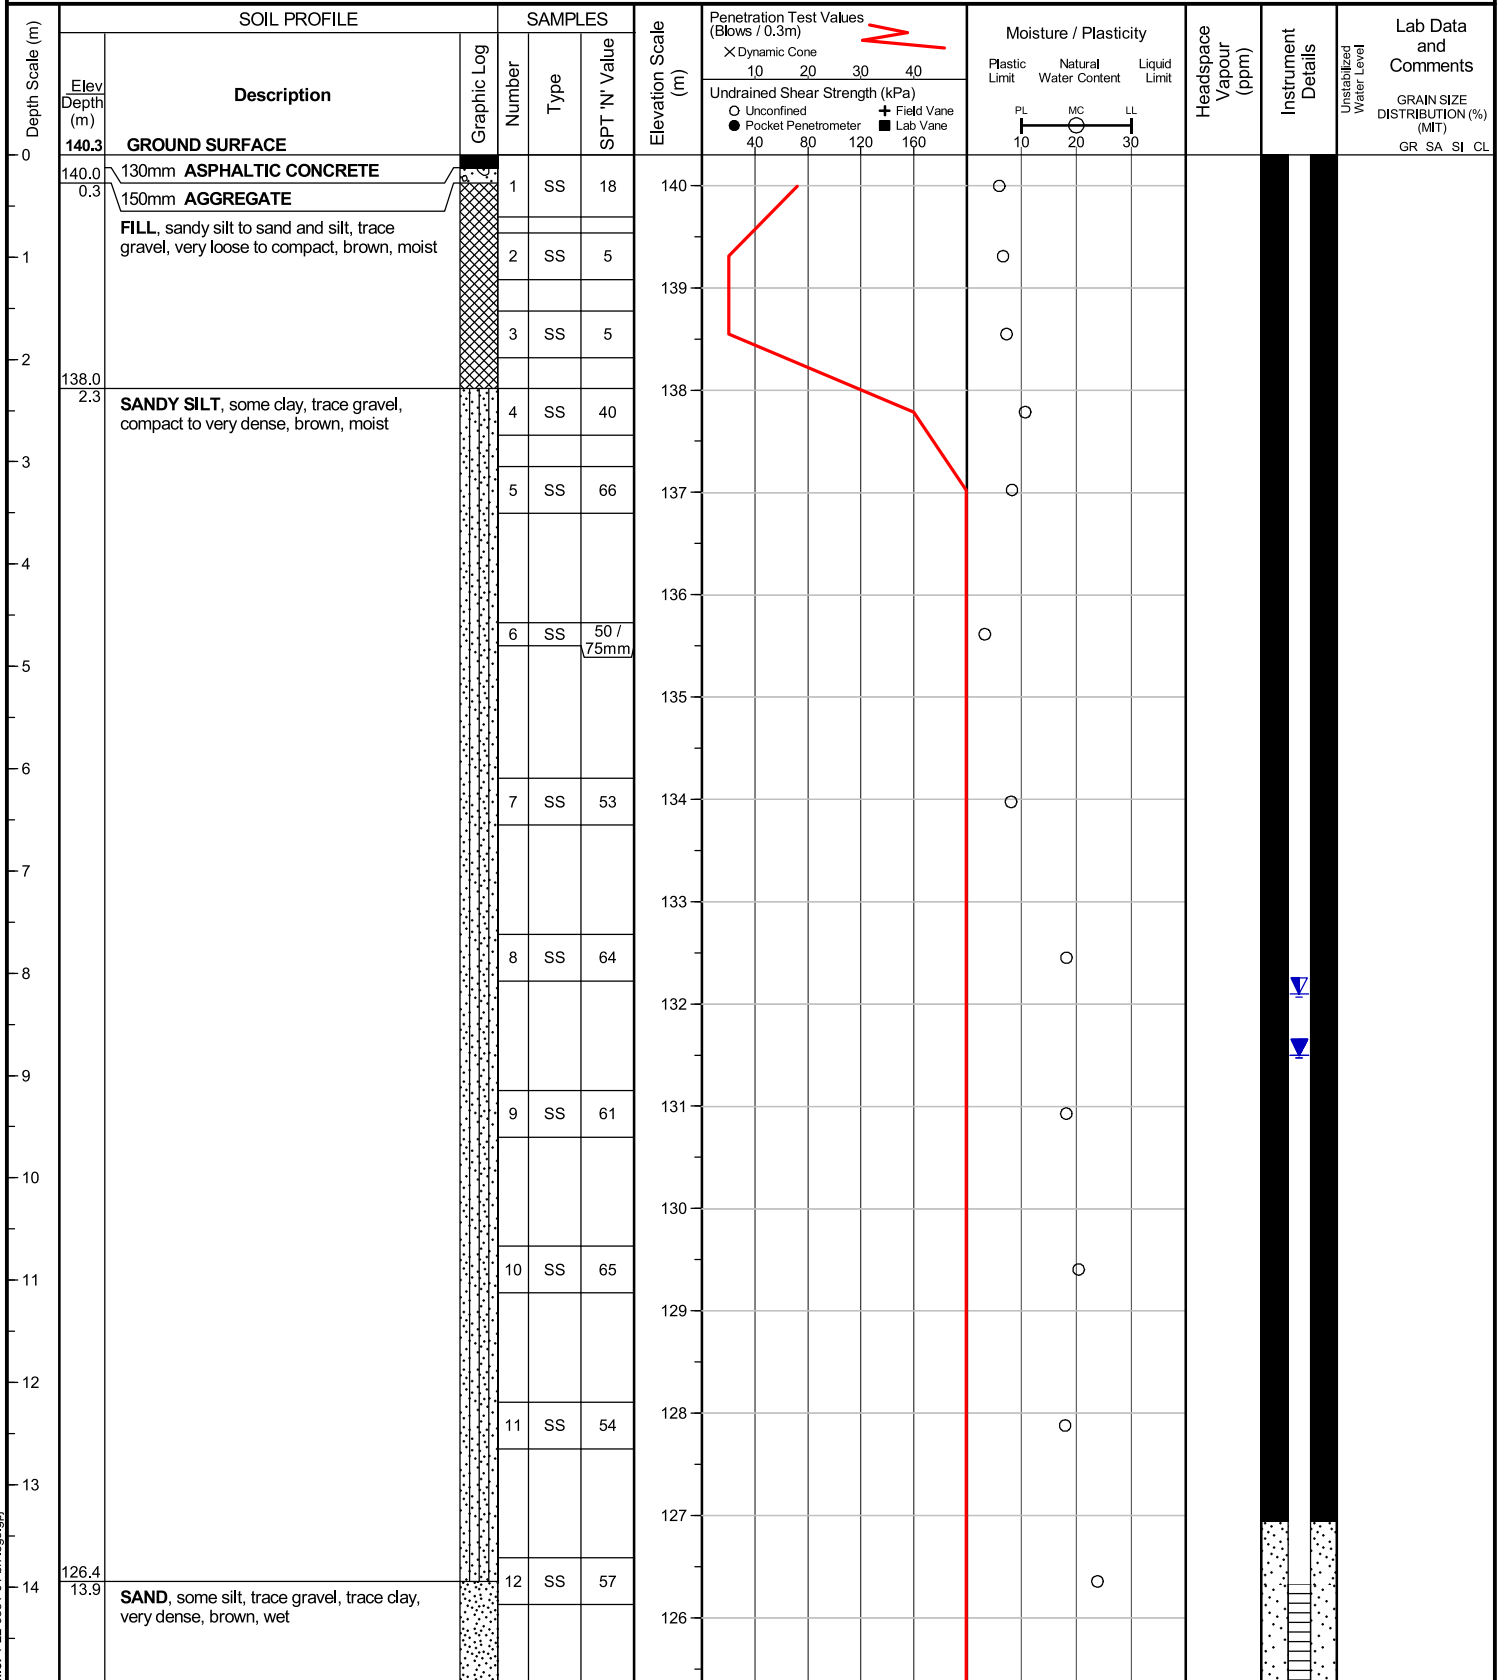 SOIL PROFILE
SAMPLES
Depth Scale (m)
Elev
Depth
(m)
Description
Graphic Log
Number
Type
SPT 'N' Value
Elevation Scale
(m)
Penetration Test Values
(Blows / 0.3m)
Dynamic Cone
10 20 30 40
Undrained Shear Strength (kPa)
Unconfined
Field Vane
Pocket Penetrometer
Lab Vane
40 80 120 160
Moisture / Plasticity
Plastic
Limit
Natural
Water Content
Liquid
Limit
PL MC LL
10 20 30
Headspace
Vapour
(ppm)
Instrument
Details
Unstabilized
Water Level
Lab Data
and
Comments
GRAIN SIZE
DISTRIBUTION (%)
(MIT)
GR SA SI CL
140.3 GROUND SURFACE
140.0
0.3
130mm ASPHALTIC CONCRETE
150mm AGGREGATE
FILL, sandy silt to sand and silt, trace
gravel, very loose to compact, brown, moist
138.0
2.3
SANDY SILT, some clay, trace gravel,
compact to very dense, brown, moist
126.4
13.9
SAND, some silt, trace gravel, trace clay,
very dense, brown, wet
0
1
2
3
4
5
6
7
8
9
10
11
12
13
14
1 SS 18
2 SS 5
3 SS 5
4 SS 40
5 SS 66
6 SS 50 /
75mm
7 SS 53
8 SS 64
9 SS 61
10 SS 65
11 SS 54
12 SS 57
140
139
138
137
136
135
134
133
132
131
130
129
128
127
126